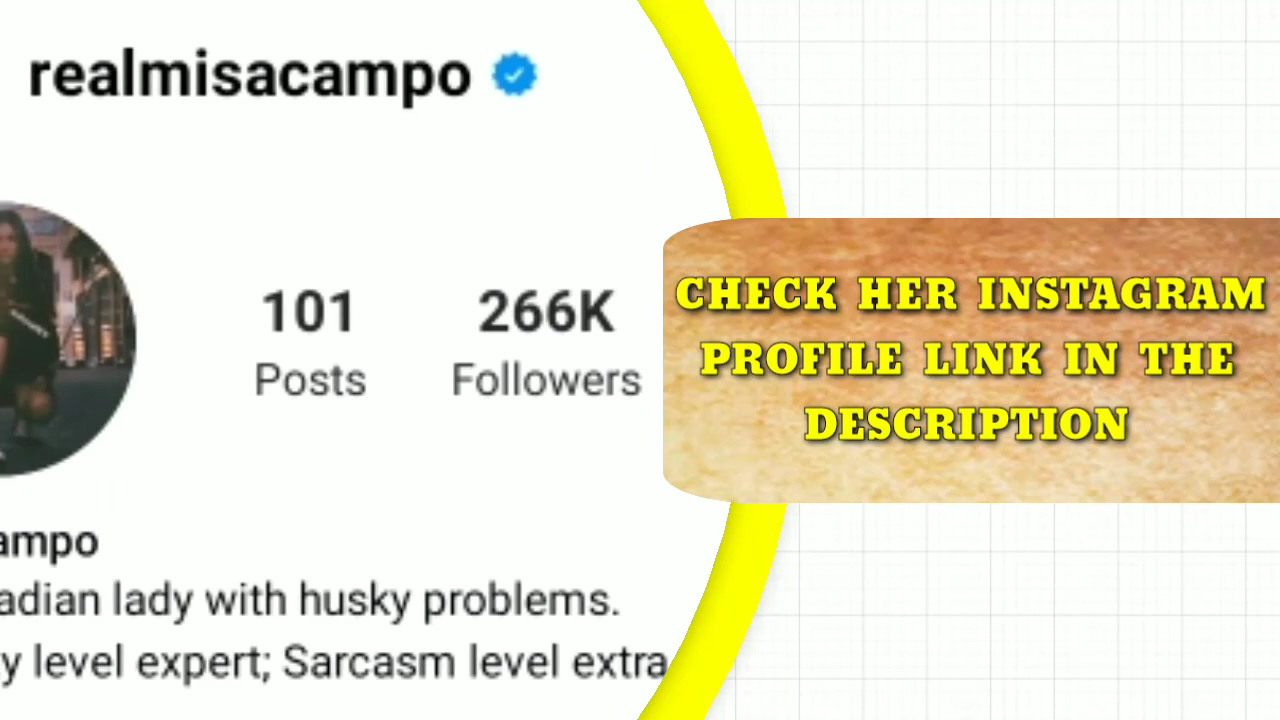 realmisacampo
101
266K
Posts
Followers
ampo
adian lady with husky problems.
y level expert; Sarcasm level extra
CHECK HER INSTAGRAM
PROFILE LINK IN THE
DESCRIPTION